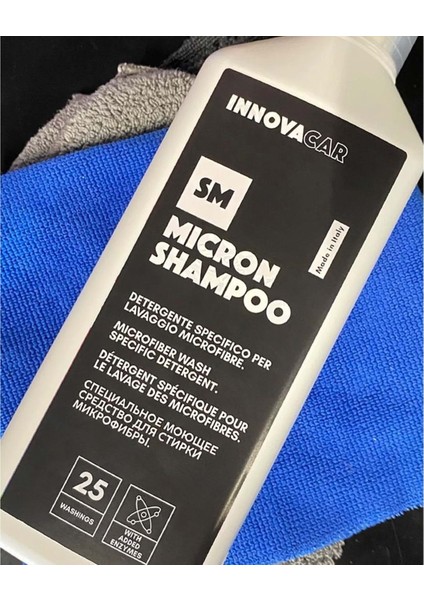 INNOVACAR
SM
Made in Italy
MICRON
SHAMPOO
DETERGENTE SPECIFICO PER
LAVAGGIO MICROFIBRE.
MICROFIBER WASH
SPECIFIC DETERGENT.
DÉTERGENT SPÉCIFIQUE POUR
LE LAVAGE DES MICROFIBRES.
СПЕЦИАЛЬНОЕ МОЮЩЕЕ
СРЕДСТВО ДЛЯ СТИРКИ
МИКРОФИЕРЫ.
25
WASHINGS
WITH
ADDED
ENZYMES